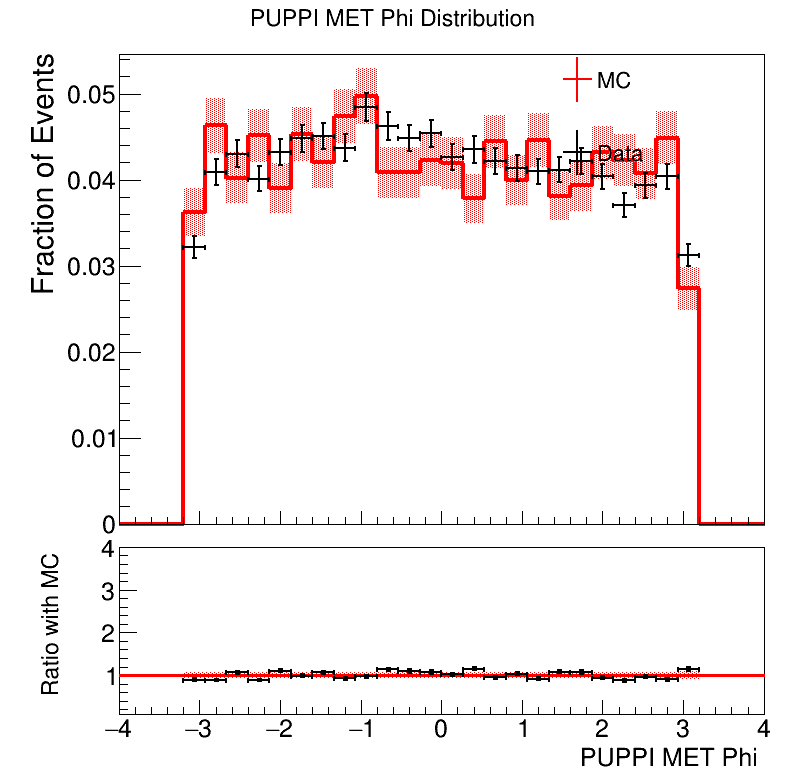 PUPPI MET Phi Distribution
Fraction of Events
0.05
0.04
0.03
0.02
0.01
0
MC
Data
Ratio with MC
4
3
2
1
−4 −3 −2 −1 0 1 2 3 4
PUPPI MET Phi